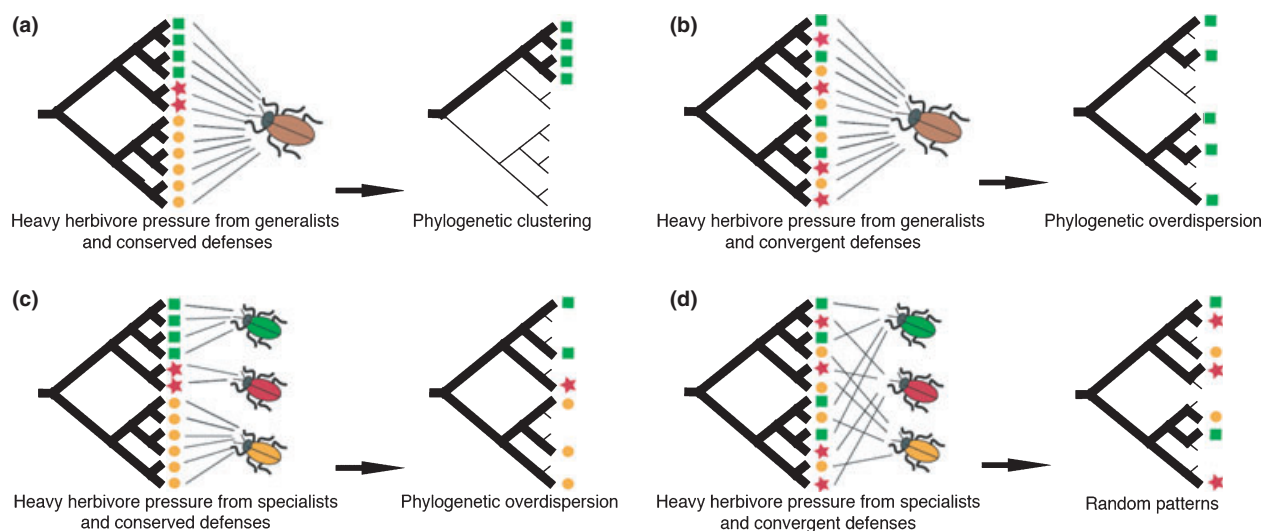 (a)
Heavy herbivore pressure from generalists
and conserved defenses
Phylogenetic clustering
(b)
Heavy herbivore pressure from generalists
and convergent defenses
Phylogenetic overdispersion
(c)
Heavy herbivore pressure from specialists
and conserved defenses
Phylogenetic overdispersion
(d)
Heavy herbivore pressure from specialists
and convergent defenses
Random patterns